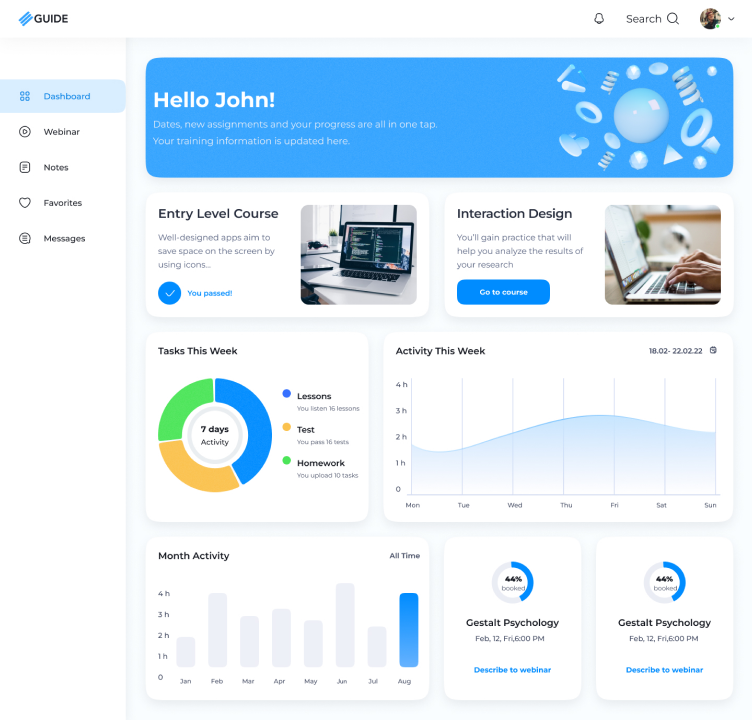 GUIDE
Search
Dashboard
Webinar
Notes
Favorites
Messages
Hello John!
Dates, new assignments and your progress are all in one tap.
Your training information is updated here.
Entry Level Course
Well-designed apps aim to
save space on the screen by
using icons...
You passed!
Interaction Design
You'll gain practice that will
help you analyze the results of
your research
Go to course
Tasks This Week
7 days
Activity
Lessons
You listen 16 lessons
Test
You pass 16 tests
Homework
You upload 10 tasks
Activity This Week
18.02- 22.02.22
4 h
3 h
2 h
1 h
0
Mon Tue Wed Thu Fri Sat Sun
Month Activity
All Time
4 h
3 h
2 h
1 h
0
Jan Feb Mar Apr May Jun Jul Aug
44%
booked
Gestalt Psychology
Feb, 12, Fri,6:00 PM
Describe to webinar
44%
booked
Gestalt Psychology
Feb, 12, Fri,6:00 PM
Describe to webinar